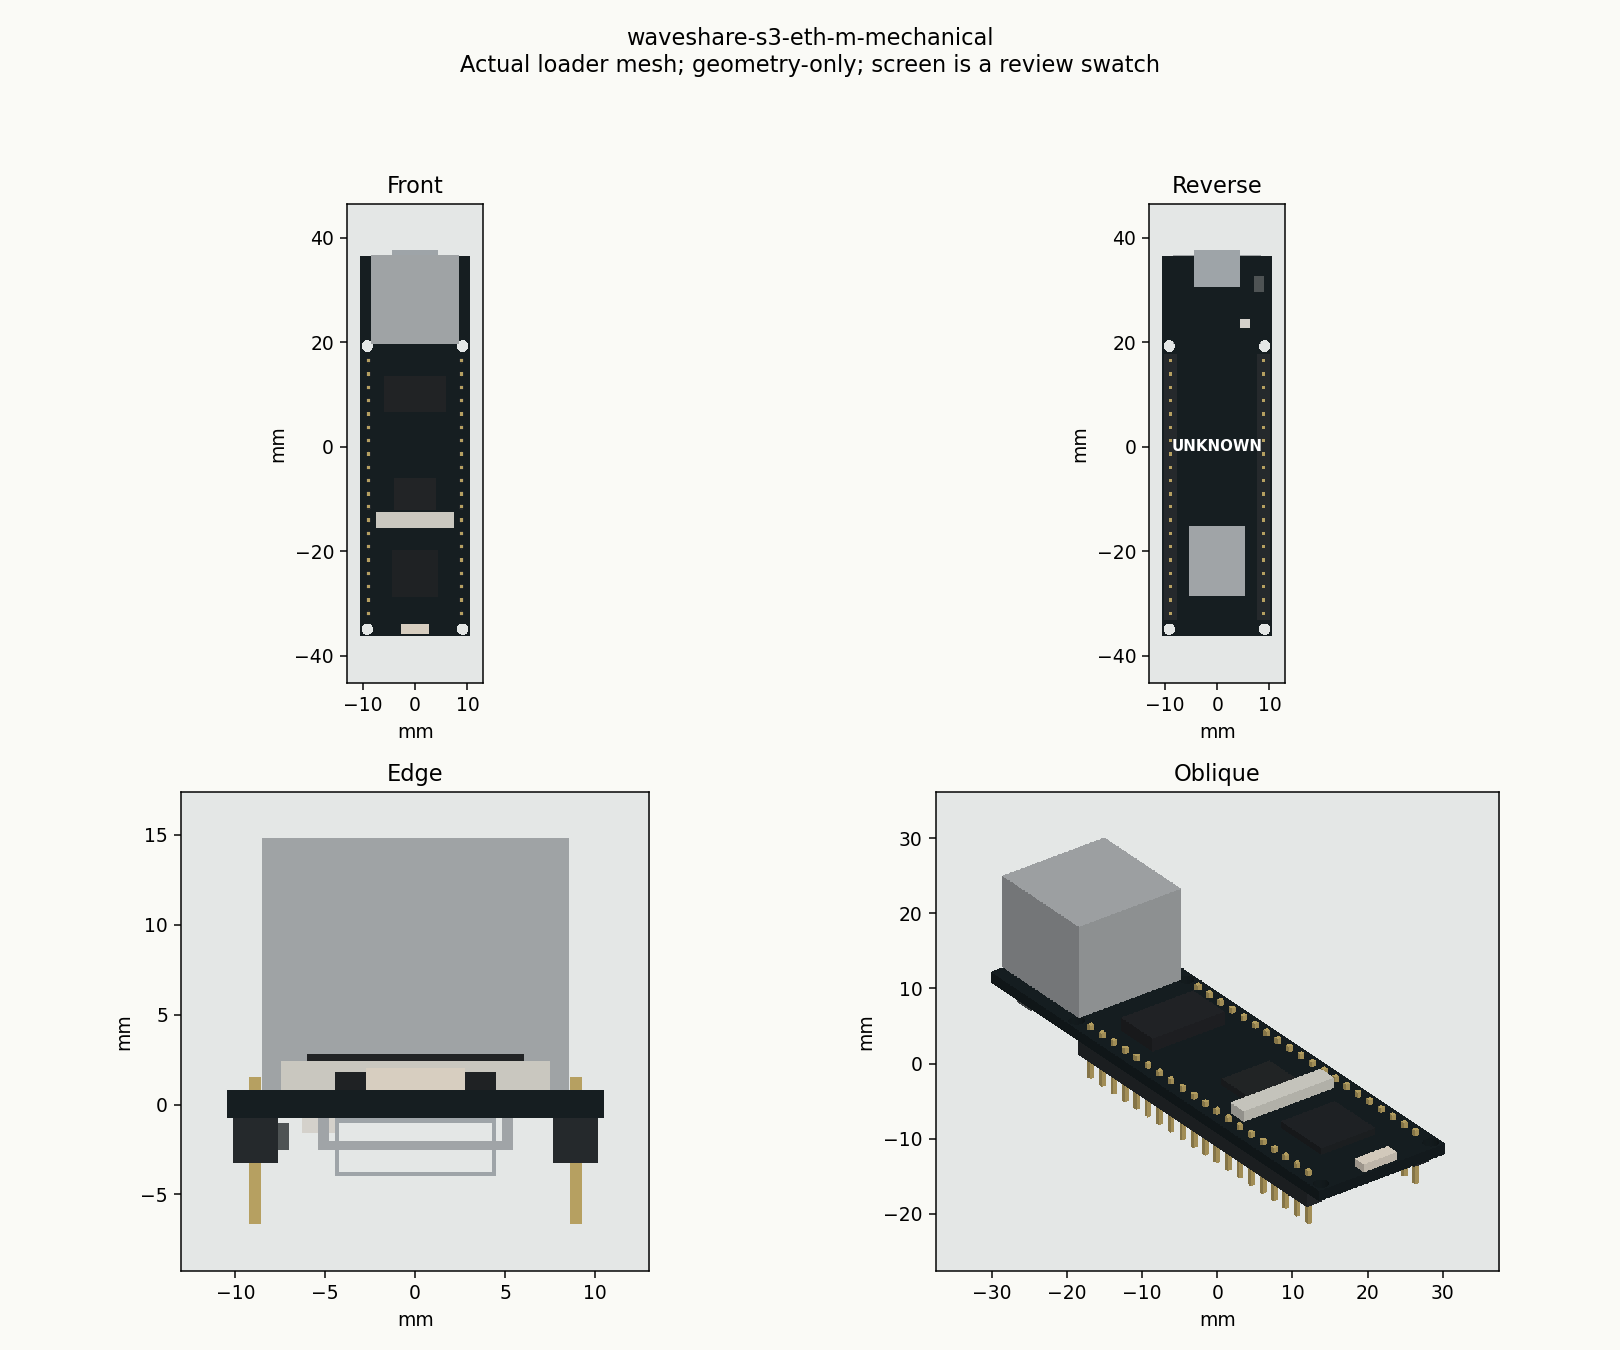 waveshare-s3-eth-m-mechanical
Actual loader mesh; geometry-only; screen is a review swatch
Front
40
20
0
−20
−40
mm
−10 0 10
mm
Reverse
40
20
0
−20
−40
mm
UNKNOWN
−10 0 10
mm
Edge
15
10
5
0
−5
mm
−10 −5 0 5 10
mm
Oblique
30
20
10
0
−10
−20
mm
−30 −20 −10 0 10 20 30
mm